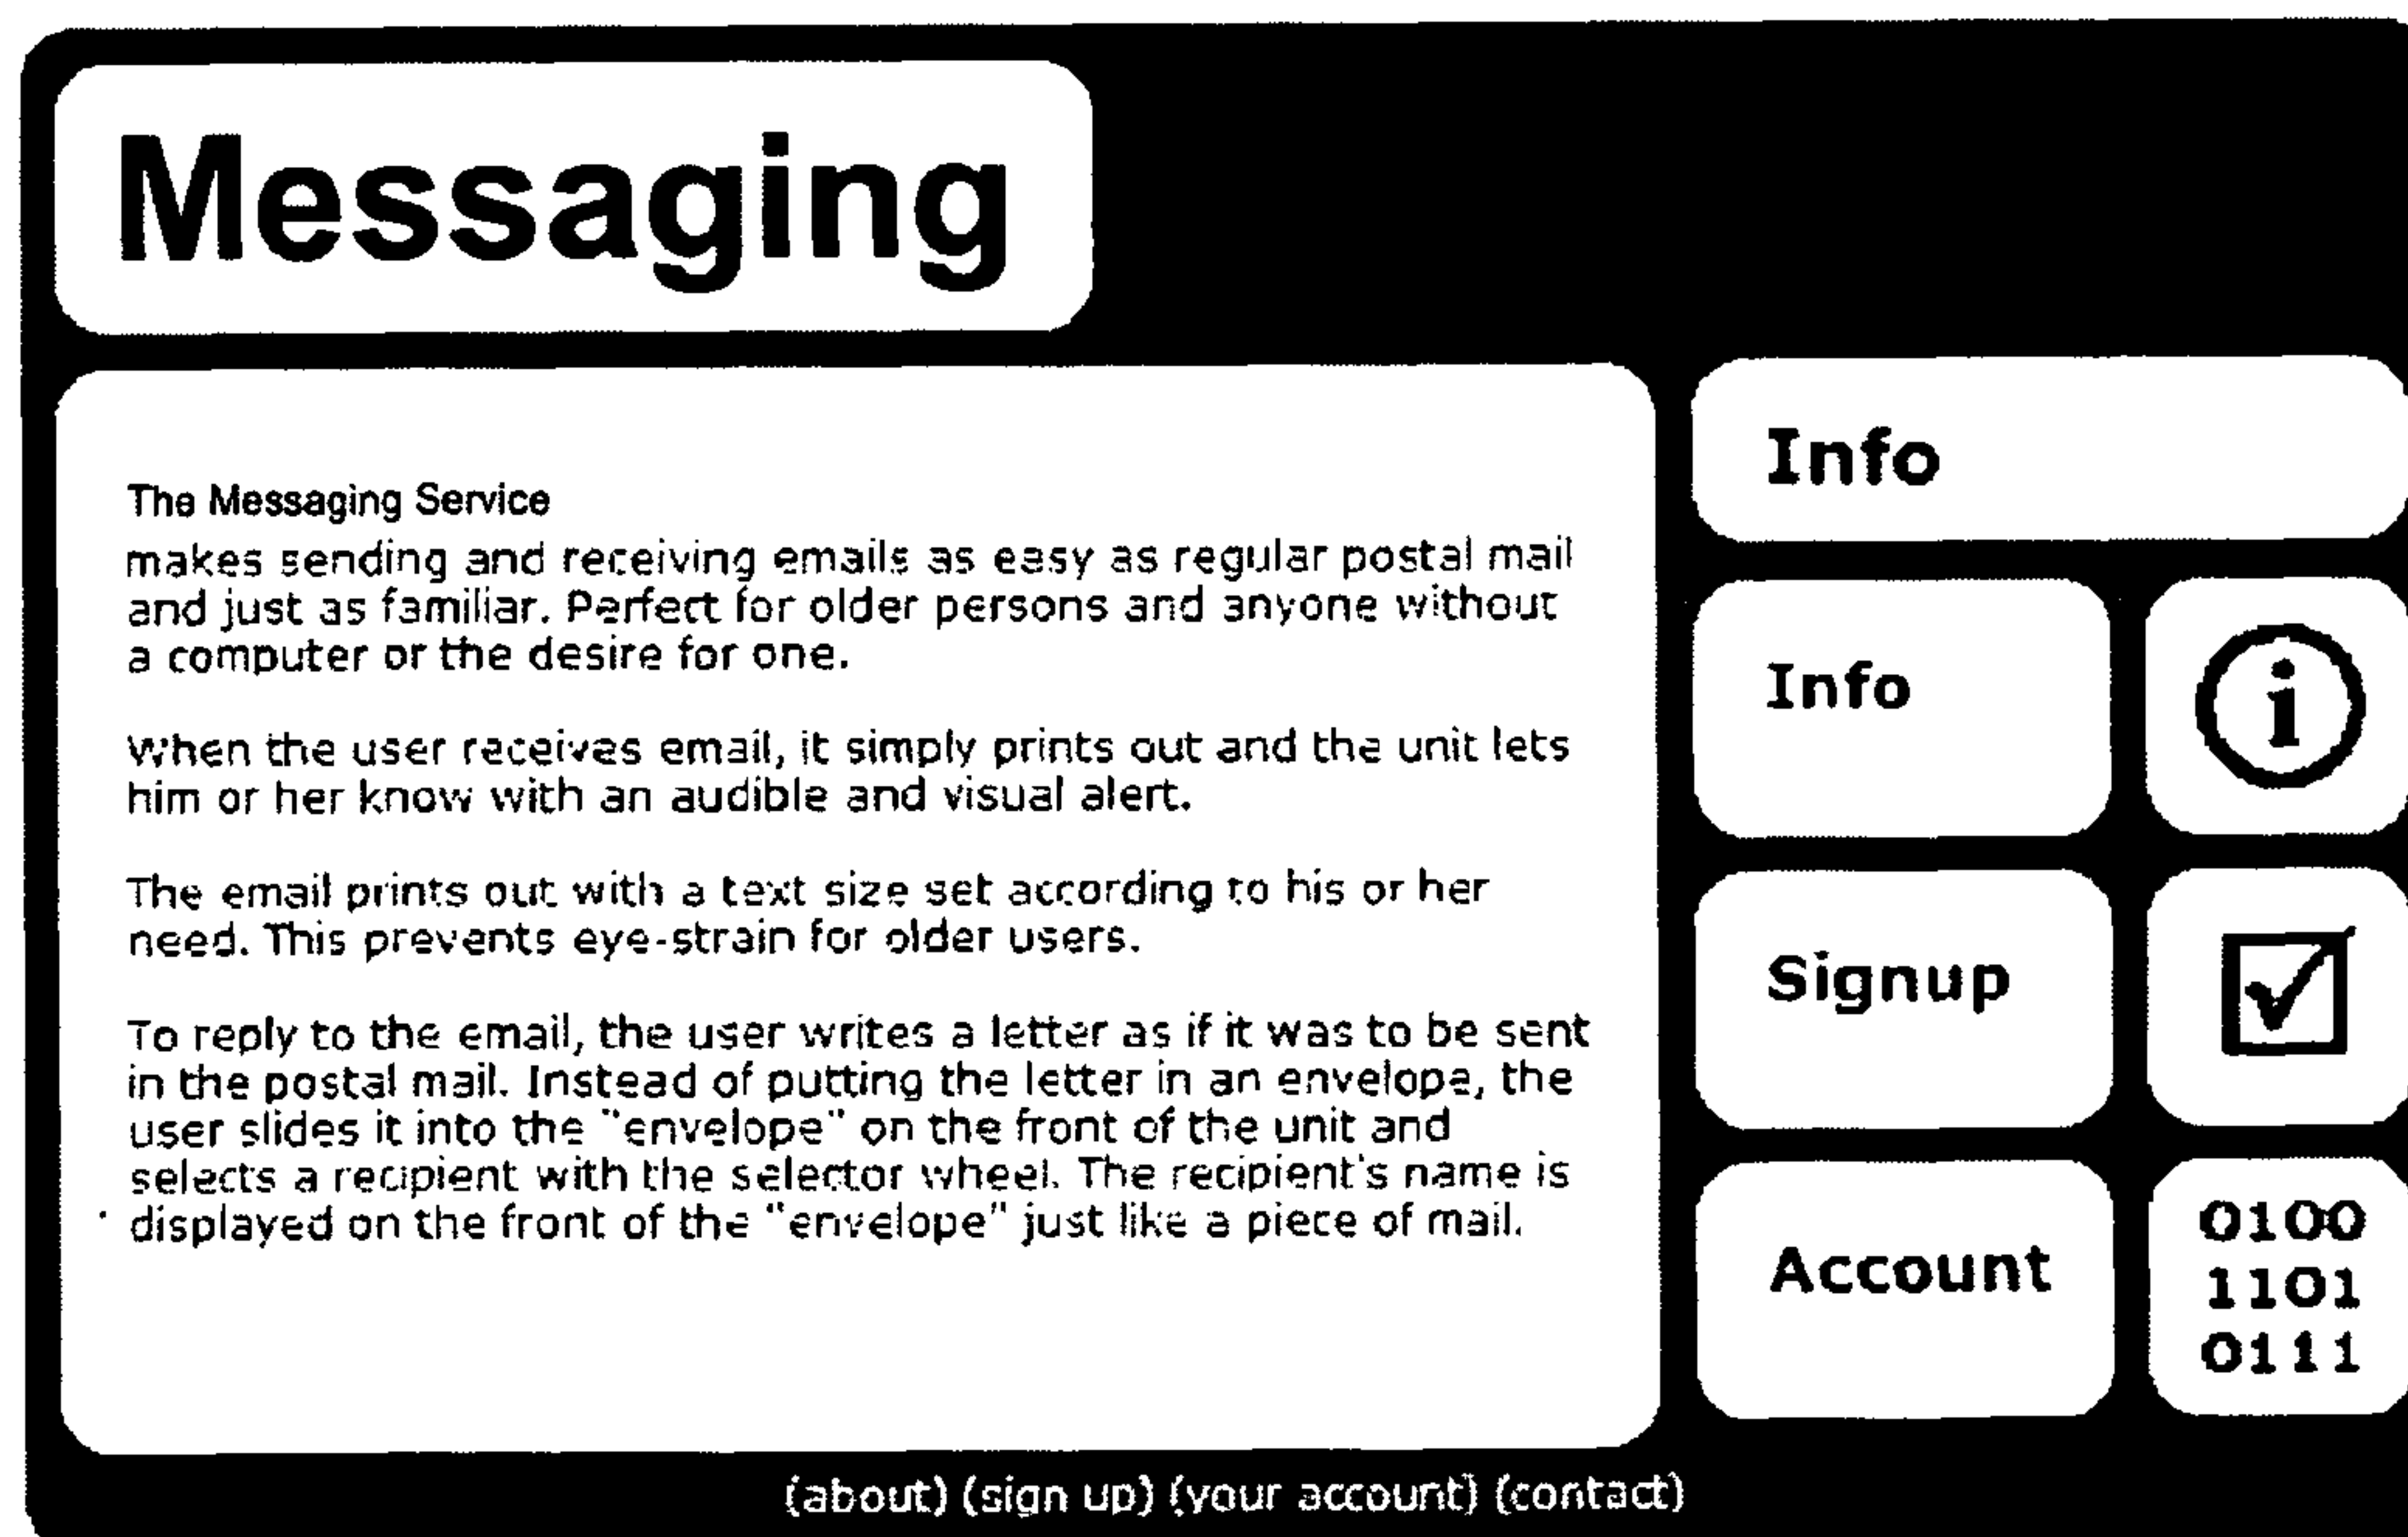 Messaging
The Messaging Service
makes sending and receiving emails as easy as regular postal mail
and just as familiar. Perfect for older persons and anyone without
a computer or the desire for one.
When the user receives email, it simply prints out and the unit lets
him or her know with an audible and visual alert.
The email prints out with a text size set according to his or her
need. This prevents eye-strain for older users.
To reply to the email, the user writes a letter as if it was to be sent
in the postal mail. Instead of putting the letter in an envelope, the
user slides it into the "envelope" on the front of the unit and
selects a recipient with the selector wheel. The recipient's name is
displayed on the front of the "envelope" just like a piece of mail.
Info
Info
i
Signup
Account
0100
1101
0111
(about) (sign up) (your account) (contact)